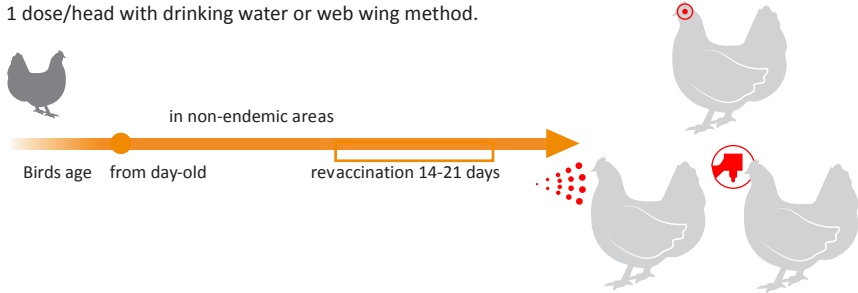 1 dose/head with drinking water or web wing method.
in non-endemic areas
Birds age from day-old revaccination 14-21 days